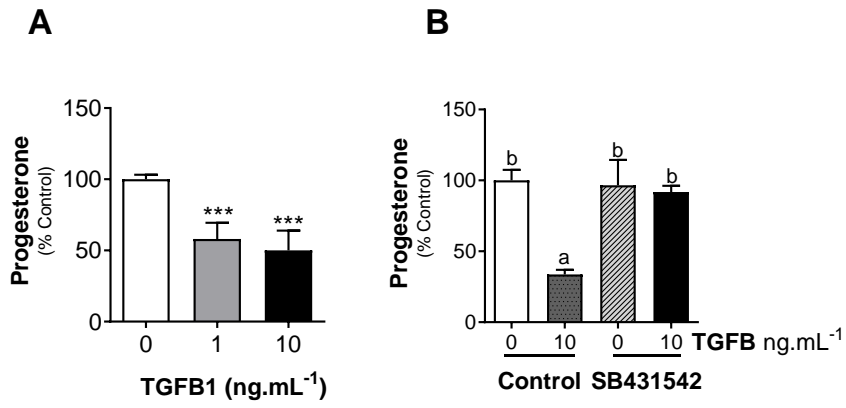 A
Progesterone
(% Control)
150
100
50
0
***
***
0 1 10
TGFB1 (ng.mL⁻¹)
B
Progesterone
(% Control)
150
100
50
0
b
a
b
b
0 10 0 10 TGFB ng.mL⁻¹
Control SB431542